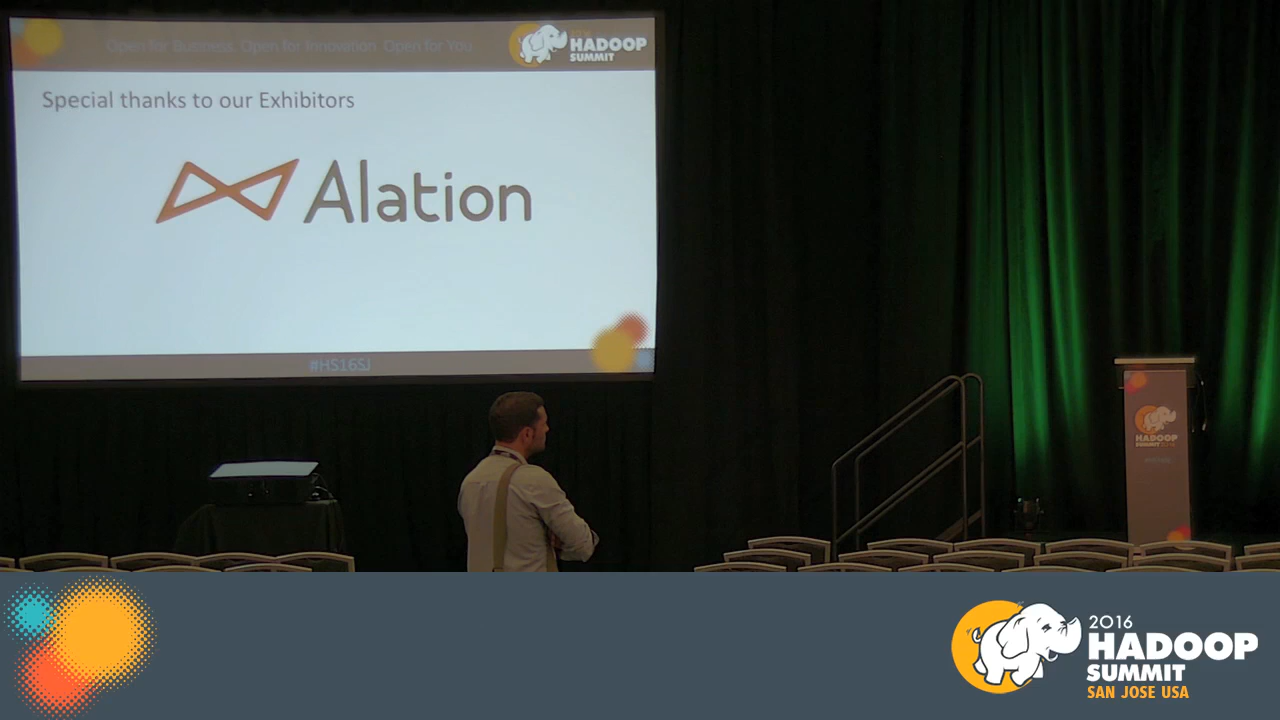 Open for Business. Open for Innovation. Open for You.
HADOOP
SUMMIT
Special thanks to our Exhibitors
Alation
#HS16SJ
HADOOP
SUMMIT
2016
HADOOP
SUMMIT
SAN JOSE USA